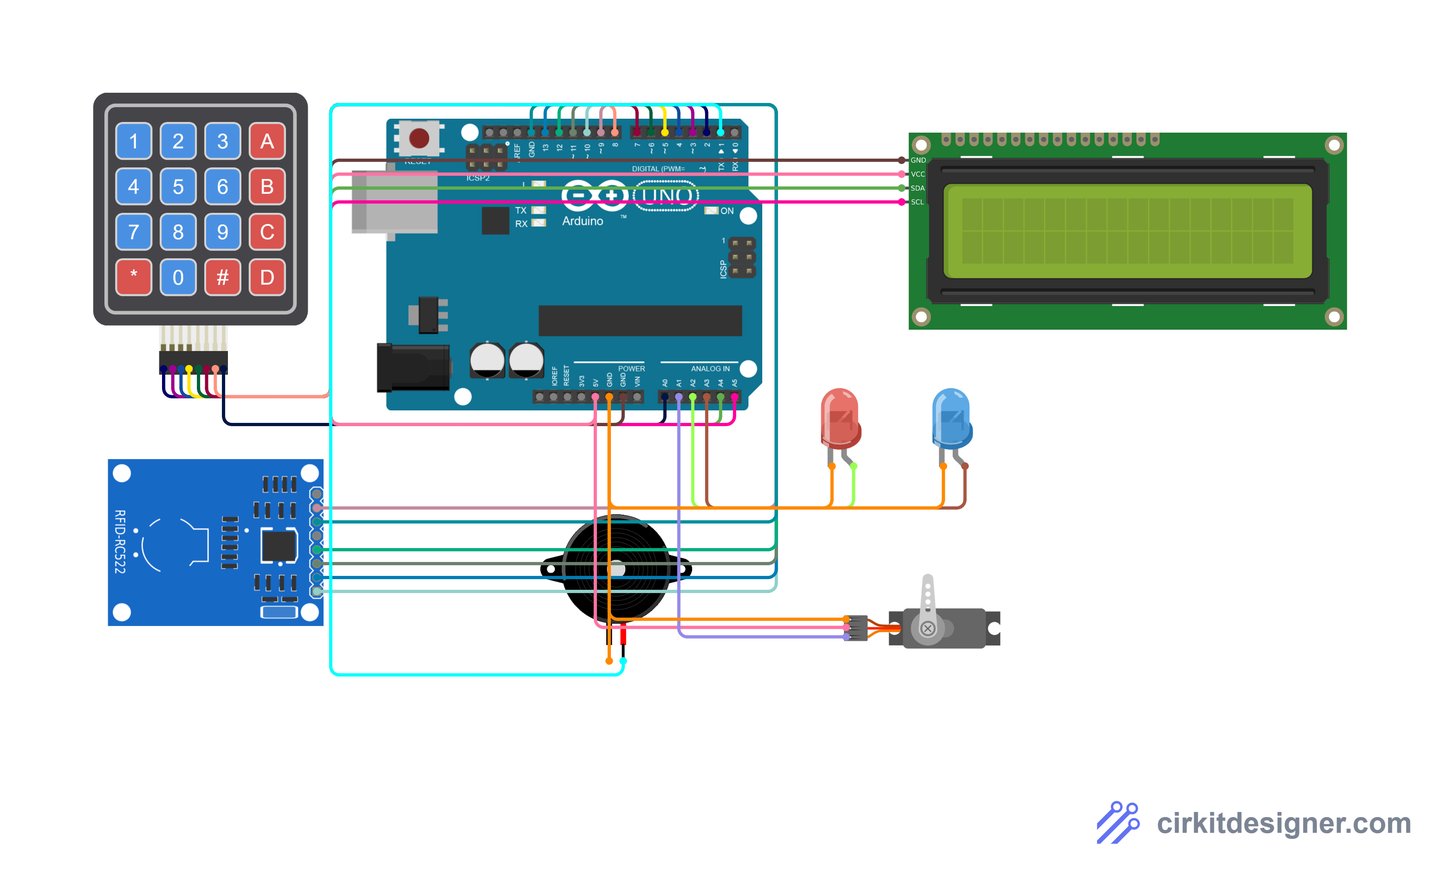 1 2 3 A
4 5 6 B
7 8 9 C
* 0 # D
RESET
ICSP2
AREF
GND
13
12
~11
~10
~9
8
7
~6
~5
4
~3
2
TX 1
RX 0
DIGITAL (PWM=
TX
RX
Arduino
™
UNO
ON
1
ICSP
POWER
ANALOG IN
IOREF
RESET
3V3
5V
GND
GND
VIN
A0
A1
A2
A3
A4
A5
GND
VCC
SDA
SCL
RFID-RC522
cirkitdesigner.com